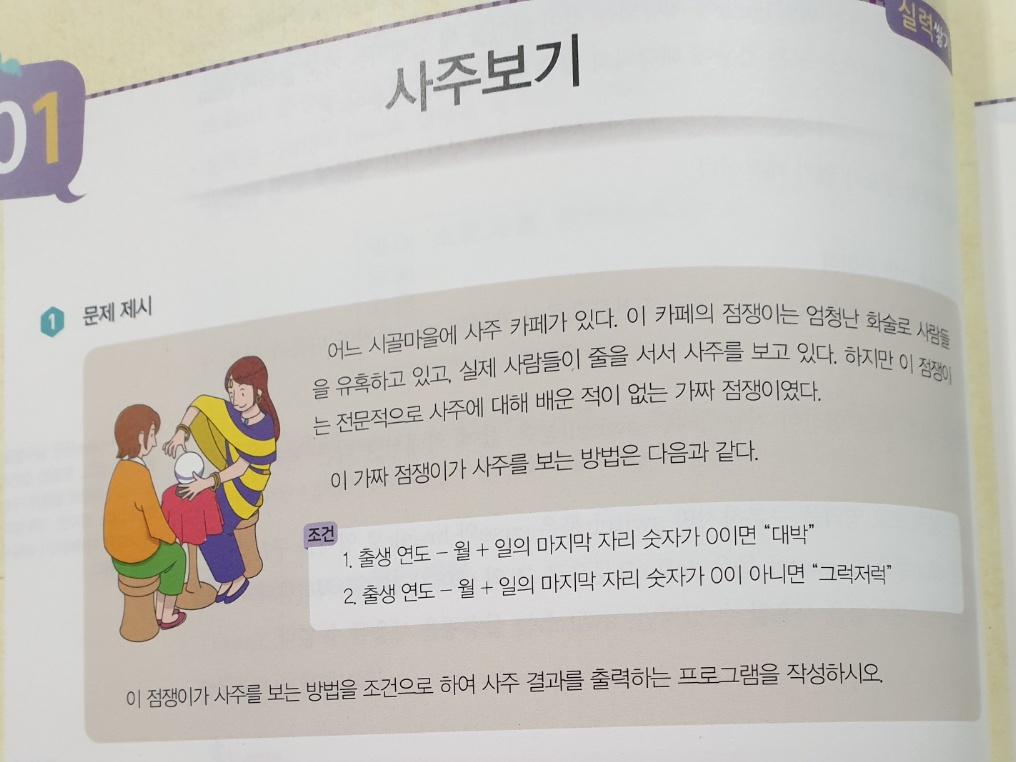 실력쌓기
01
사주보기
1 문제 제시
어느 시골마을에 사주 카페가 있다. 이 카페의 점쟁이는 엄청난 화술로 사람들
을 유혹하고 있고, 실제 사람들이 줄을 서서 사주를 보고 있다. 하지만 이 점쟁이
는 전문적으로 사주에 대해 배운 적이 없는 가짜 점쟁이였다.
이 가짜 점쟁이가 사주를 보는 방법은 다음과 같다.
조건
1. 출생 연도 - 월 + 일의 마지막 자리 숫자가 0이면 “대박”
2. 출생 연도 - 월 + 일의 마지막 자리 숫자가 0이 아니면 “그럭저럭”
이 점쟁이가 사주를 보는 방법을 조건으로 하여 사주 결과를 출력하는 프로그램을 작성하시오.